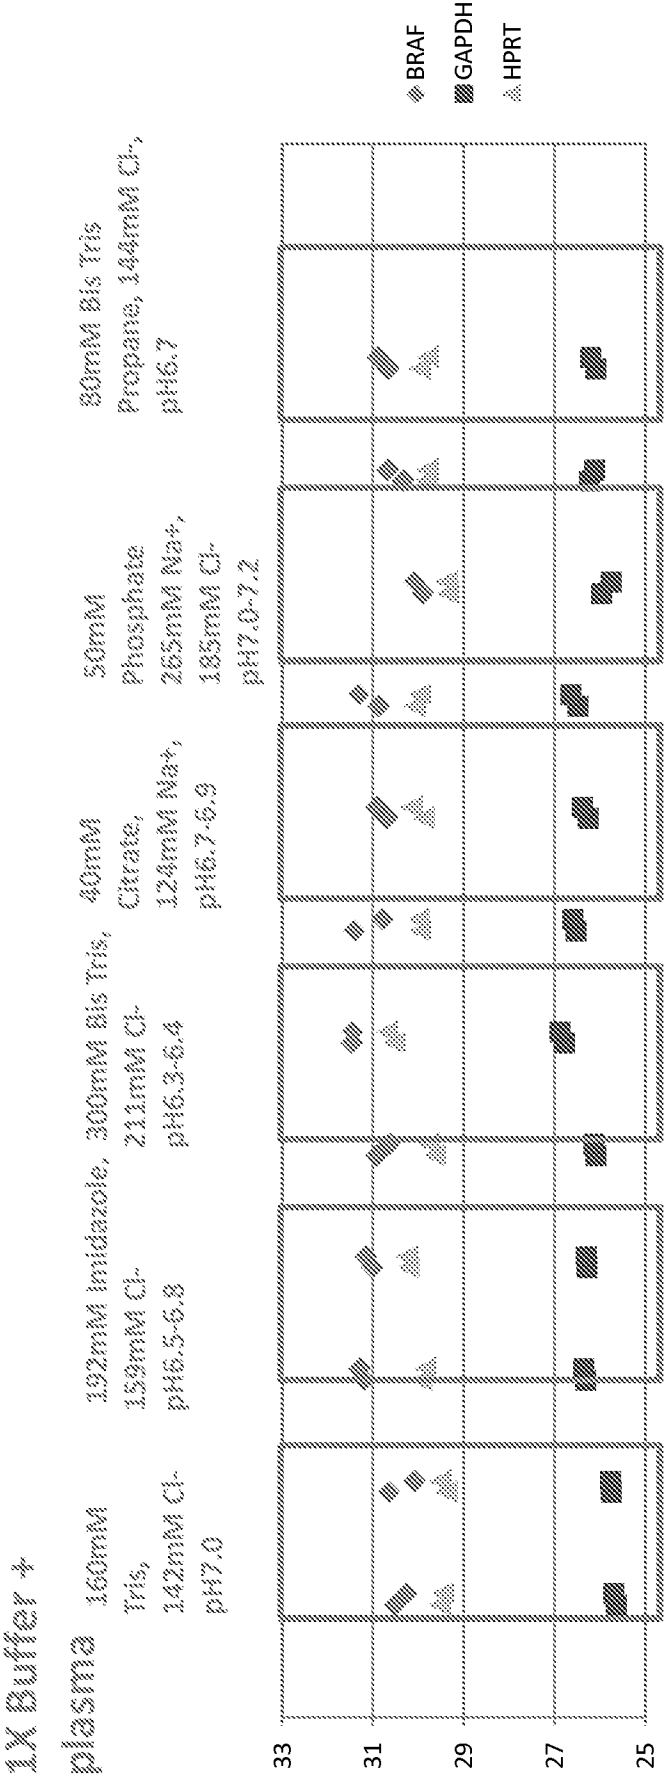 1X Buffer +
plasma
160mM
Tris,
142mM Cl-
pH7.0
192mM Imidazole,
159mM Cl-
pH6.5-6.8
300mM Bis Tris,
211mM Cl-
pH6.3-6.4
40mM
Citrate,
124mM Na+,
pH6.7-6.9
50mM
Phosphate
265mM Na+,
185mM Cl-
pH7.0-7.2
80mM Bis Tris
Propane, 144mM Cl-,
pH6.7
33
31
29
27
25
BRAF
GAPDH
HPRT